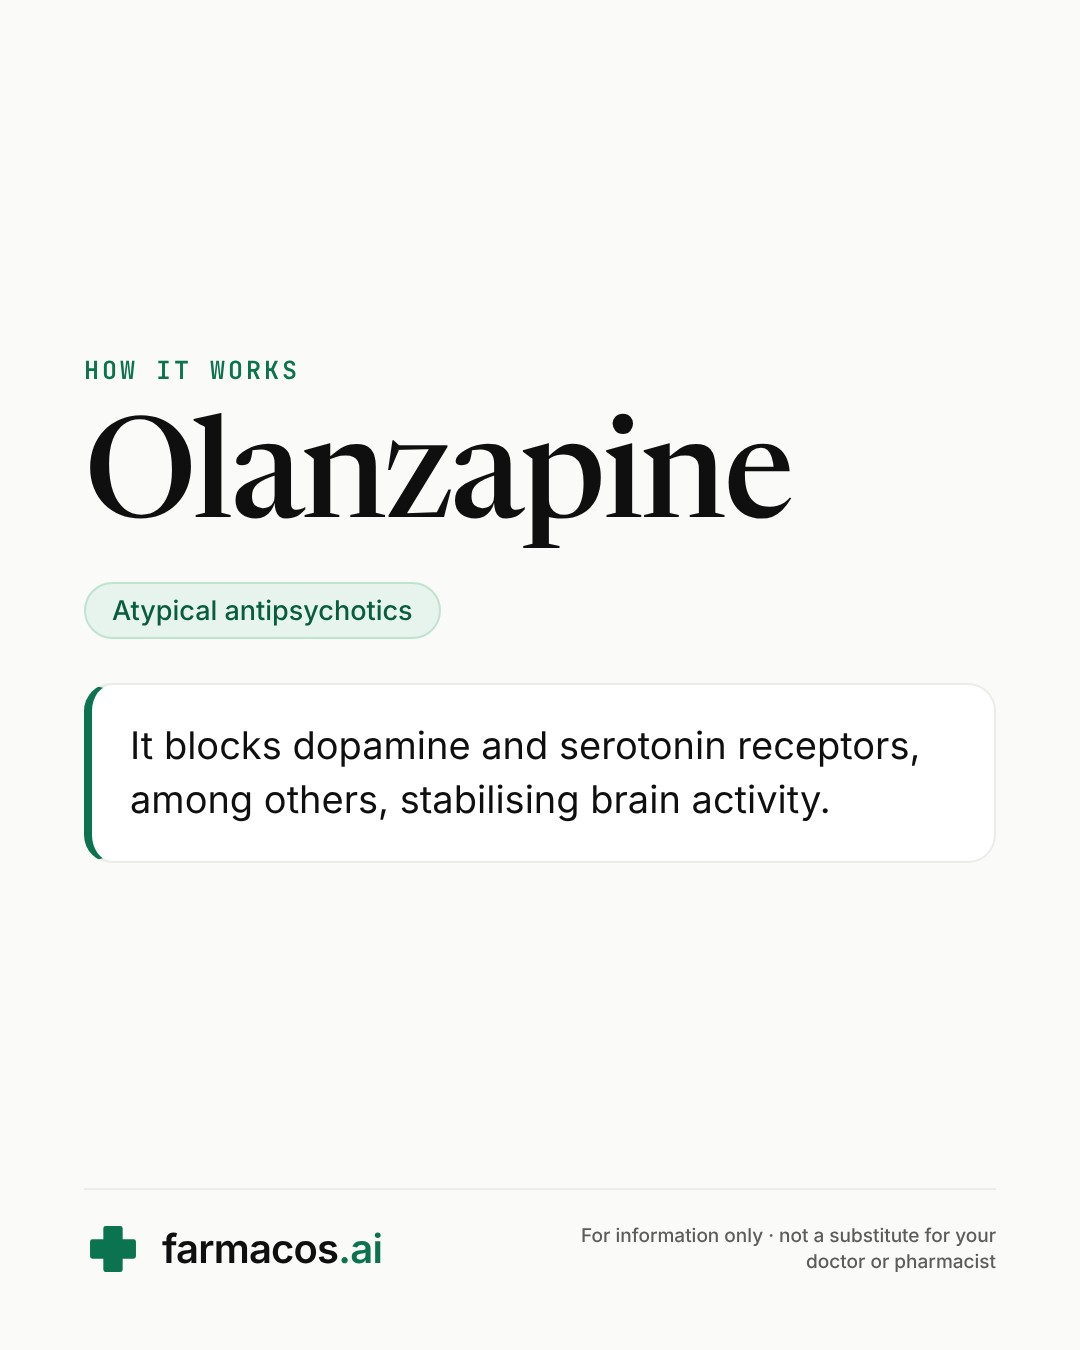 HOW IT WORKS
Olanzapine
Atypical antipsychotics
It blocks dopamine and serotonin receptors,
among others, stabilising brain activity.
farmacos.ai
For information only · not a substitute for your
doctor or pharmacist